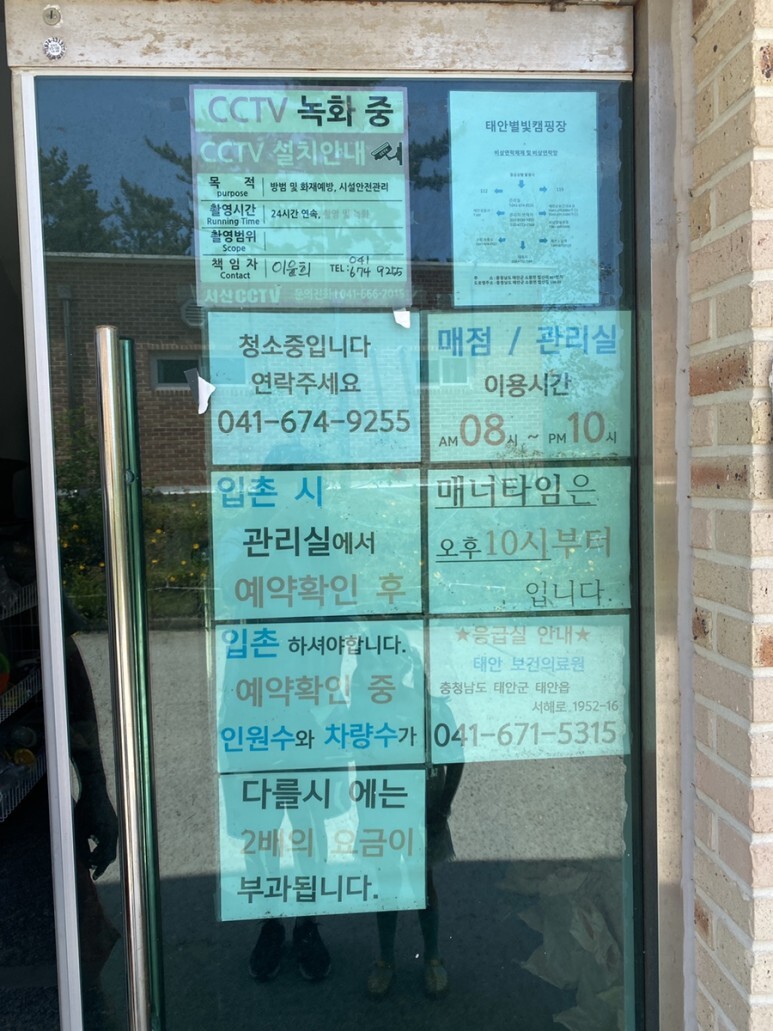 CCTV 녹화 중
CCTV 설치안내
목 적 purpose 방범 및 화재예방, 시설안전관리
촬영시간 Running Time 24시간 연속,
촬영범위 Scope
책 임 자 Contact 이윤희 TEL: 041 674 9255
서산CCTV
태안별빛캠핑장
청소중입니다
연락주세요
041-674-9255
매점 / 관리실
이용시간
AM 08시 ~ PM 10시
입촌 시
관리실에서
예약확인 후
입촌 하셔야합니다.
예약확인 중
인원수와 차량수가
다를시 에는
2배의 요금이
부과됩니다.
매너타임은
오후10시부터
입니다.
★응급실 안내★
태안 보건의료원
충청남도 태안군 태안읍
서해로 1952-16
041-671-5315